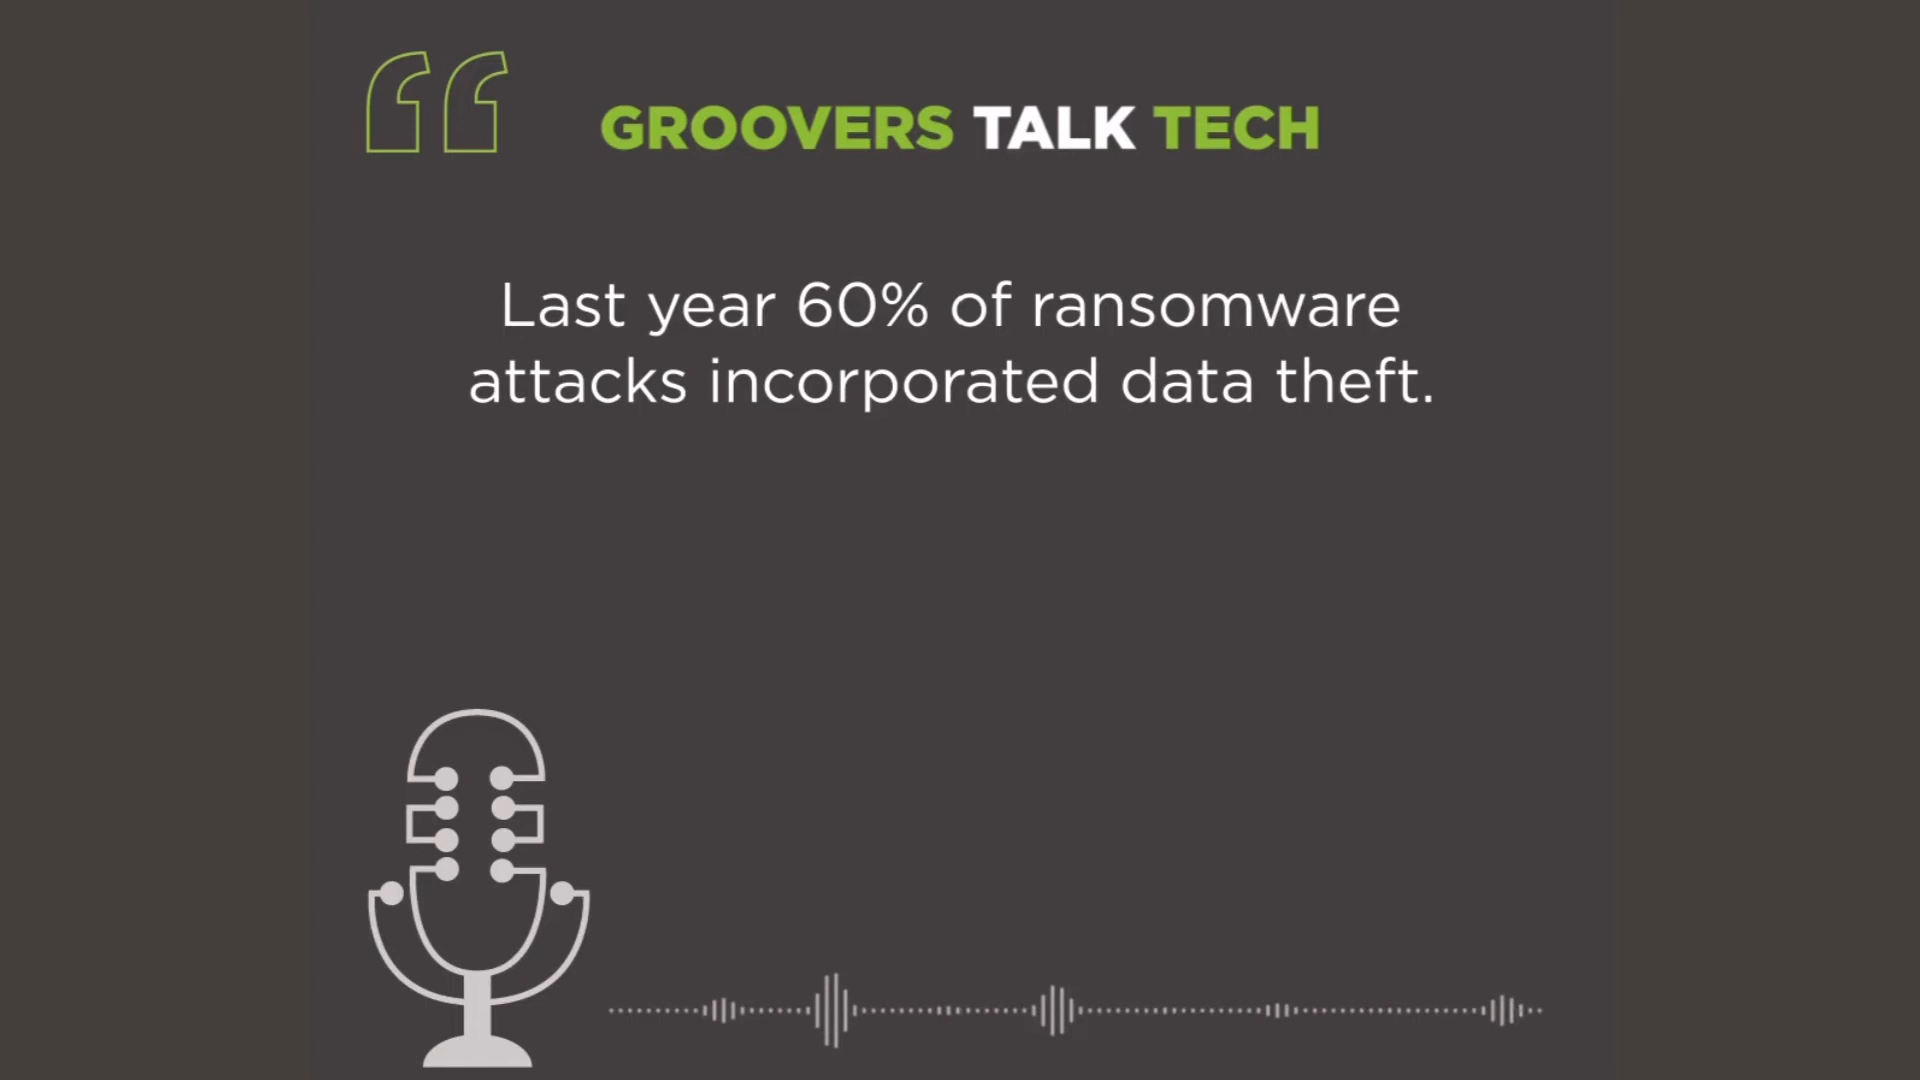 GROOVERS TALK TECH
Last year 60% of ransomware
attacks incorporated data theft.